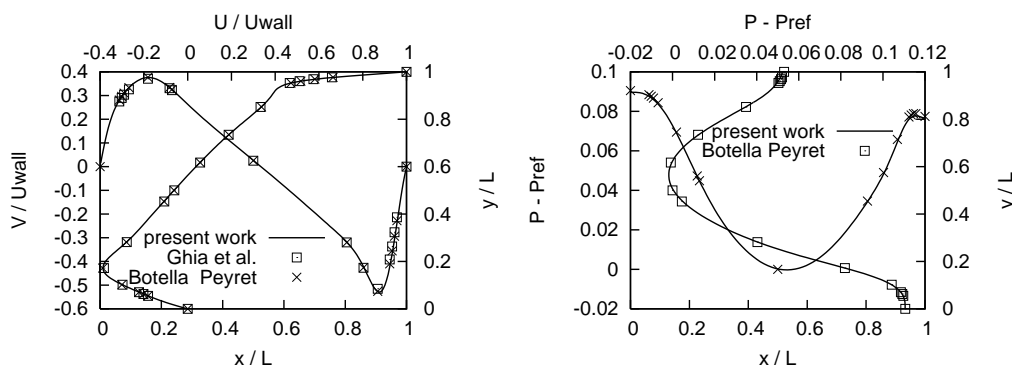 U / Uwall
-0.4 -0.2 0 0.2 0.4 0.6 0.8 1
0.4
0.3
0.2
0.1
0
-0.1
-0.2
-0.3
-0.4
-0.5
-0.6
V / Uwall
1
0.8
0.6
0.4
0.2
0
y / L
present work
Ghia et al.
Botella Peyret
0 0.2 0.4 0.6 0.8 1
x / L
P - Pref
-0.02 0 0.02 0.04 0.06 0.08 0.1 0.12
0.1
0.08
0.06
0.04
0.02
0
-0.02
P - Pref
1
0.8
0.6
0.4
0.2
0
y / L
present work
Botella Peyret
0 0.2 0.4 0.6 0.8 1
x / L